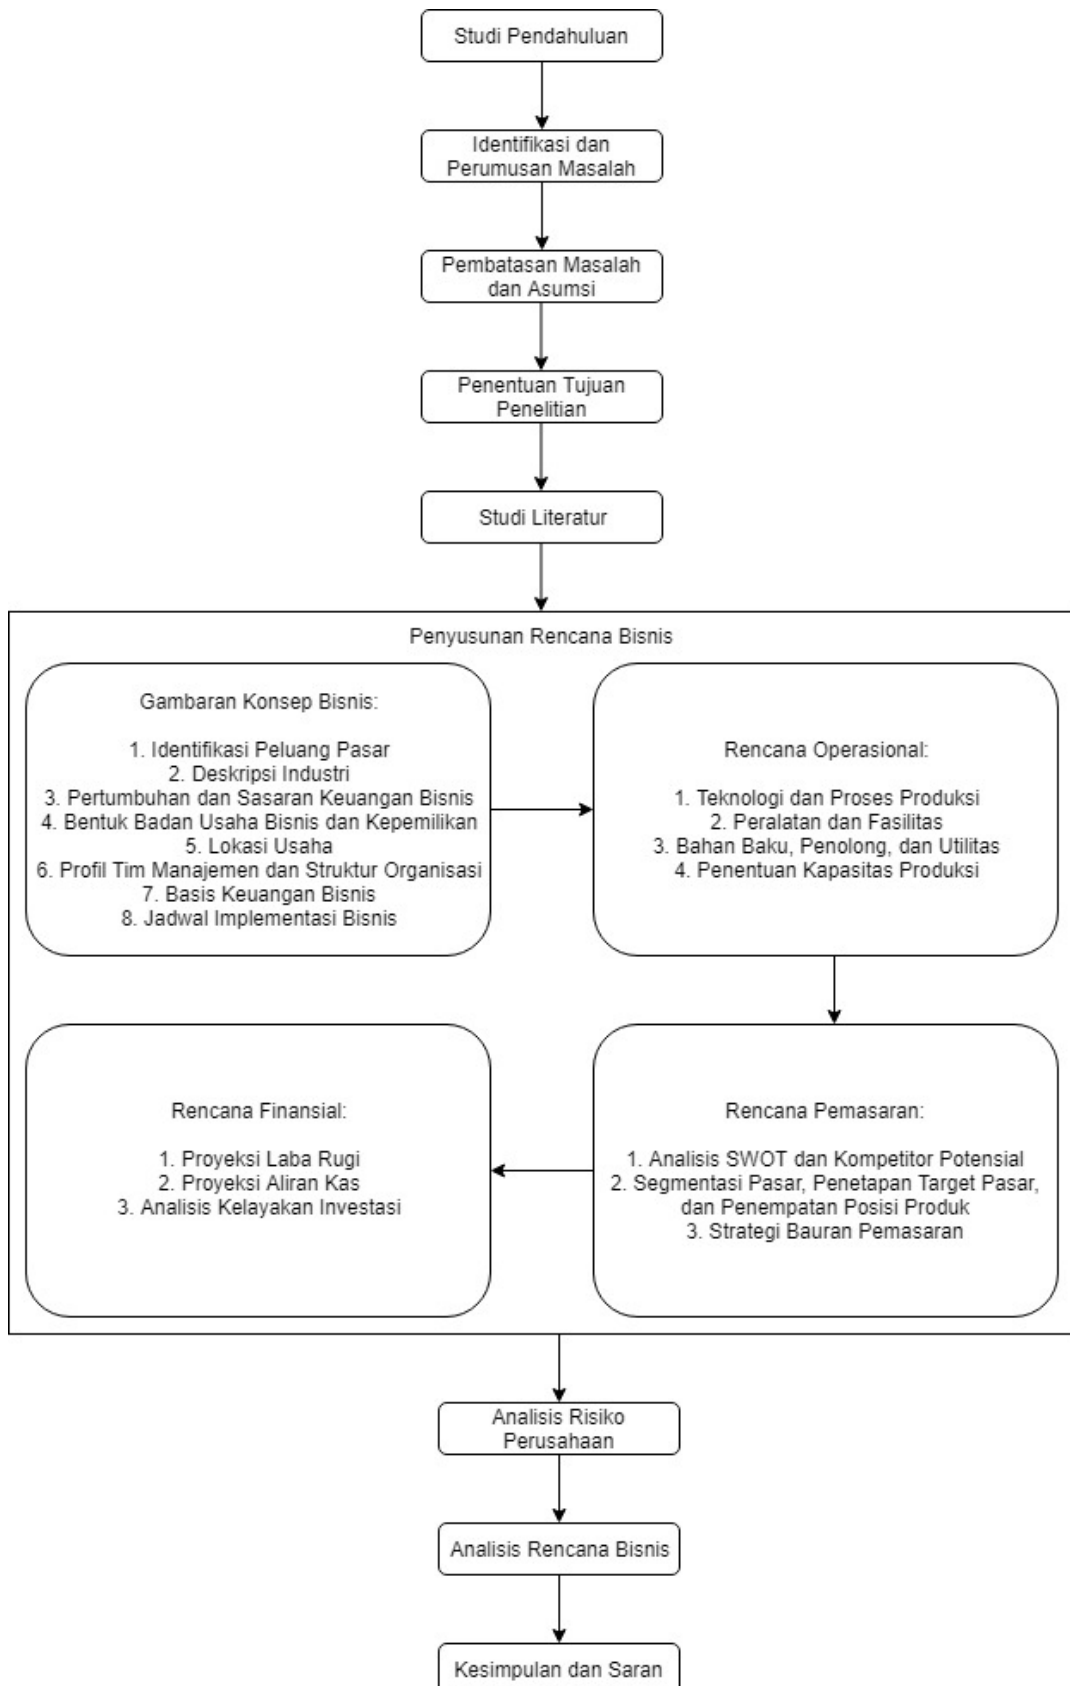 Studi Pendahuluan
Identifikasi dan
Perumusan Masalah
Pembatasan Masalah
dan Asumsi
Penentuan Tujuan
Penelitian
Studi Literatur
Penyusunan Rencana Bisnis
Gambaran Konsep Bisnis:
1. Identifikasi Peluang Pasar
2. Deskripsi Industri
3. Pertumbuhan dan Sasaran Keuangan Bisnis
4. Bentuk Badan Usaha Bisnis dan Kepemilikan
5. Lokasi Usaha
6. Profil Tim Manajemen dan Struktur Organisasi
7. Basis Keuangan Bisnis
8. Jadwal Implementasi Bisnis
Rencana Operasional:
1. Teknologi dan Proses Produksi
2. Peralatan dan Fasilitas
3. Bahan Baku, Penolong, dan Utilitas
4. Penentuan Kapasitas Produksi
Rencana Pemasaran:
1. Analisis SWOT dan Kompetitor Potensial
2. Segmentasi Pasar, Penetapan Target Pasar,
dan Penempatan Posisi Produk
3. Strategi Bauran Pemasaran
Rencana Finansial:
1. Proyeksi Laba Rugi
2. Proyeksi Aliran Kas
3. Analisis Kelayakan Investasi
Analisis Risiko
Perusahaan
Analisis Rencana Bisnis
Kesimpulan dan Saran